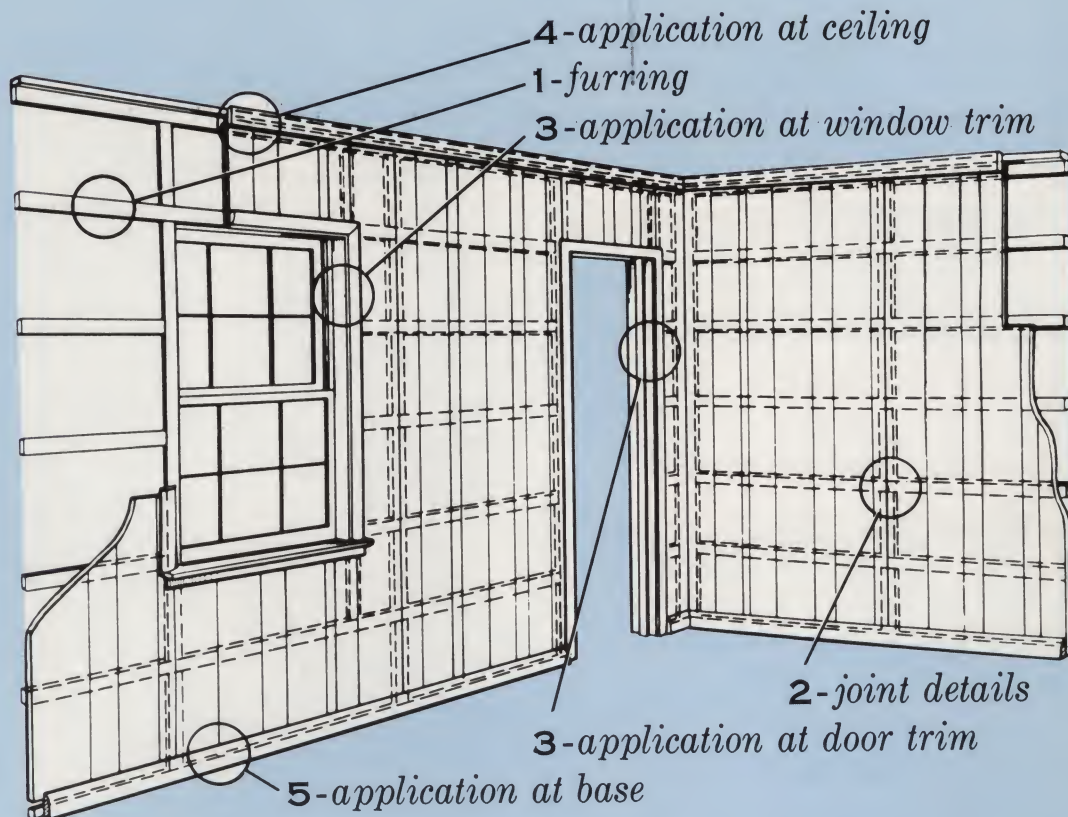 4-application at ceiling
1-furring
3-application at window trim
2-joint details
3-application at door trim
5-application at base